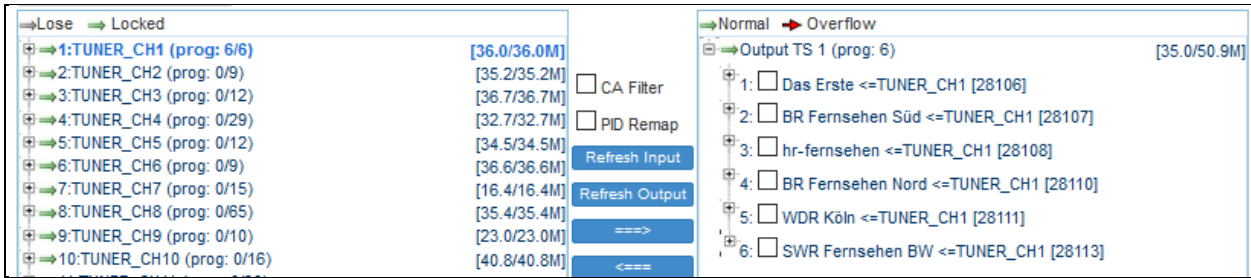 Lose Locked
1:TUNER_CH1 (prog: 6/6) [36.0/36.0M]
2:TUNER_CH2 (prog: 0/9) [35.2/35.2M]
3:TUNER_CH3 (prog: 0/12) [36.7/36.7M]
4:TUNER_CH4 (prog: 0/29) [32.7/32.7M]
5:TUNER_CH5 (prog: 0/12) [34.5/34.5M]
6:TUNER_CH6 (prog: 0/9) [36.6/36.6M]
7:TUNER_CH7 (prog: 0/15) [16.4/16.4M]
8:TUNER_CH8 (prog: 0/65) [35.4/35.4M]
9:TUNER_CH9 (prog: 0/10) [23.0/23.0M]
10:TUNER_CH10 (prog: 0/16) [40.8/40.8M]
CA Filter
PID Remap
Refresh Input
Refresh Output
===>
<===
Normal Overflow
Output TS 1 (prog: 6) [35.0/50.9M]
1: Das Erste <=TUNER_CH1 [28106]
2: BR Fernsehen Süd <=TUNER_CH1 [28107]
3: hr-fernsehen <=TUNER_CH1 [28108]
4: BR Fernsehen Nord <=TUNER_CH1 [28110]
5: WDR Köln <=TUNER_CH1 [28111]
6: SWR Fernsehen BW <=TUNER_CH1 [28113]